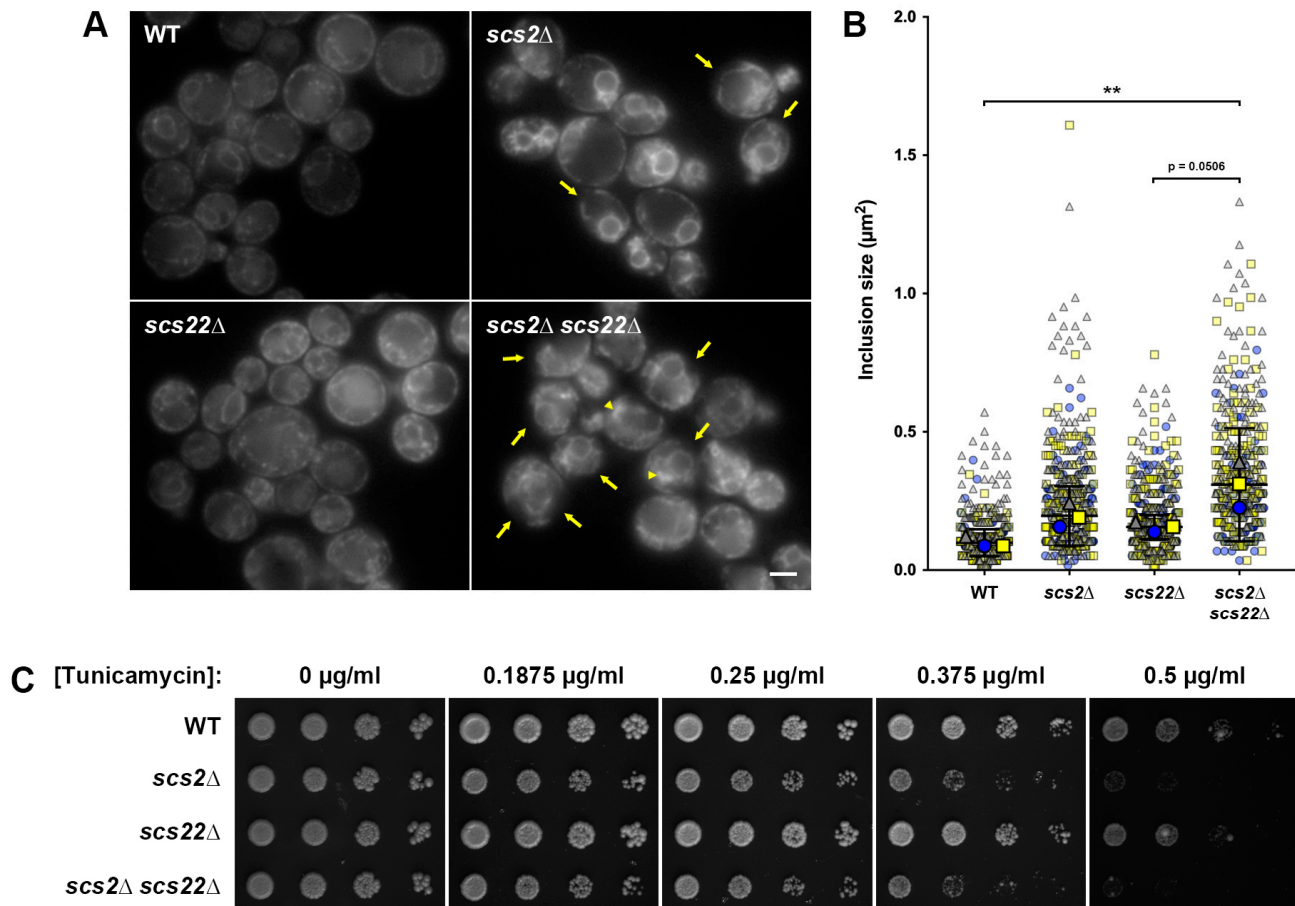 A
WT
scs2Δ
scs22Δ
scs2Δ scs22Δ
B
Inclusion size (µm²)
2.0
1.5
1.0
0.5
0.0
**
p = 0.0506
WT
scs2Δ
scs22Δ
scs2Δ
scs22Δ
C
[Tunicamycin]:
0 µg/ml
0.1875 µg/ml
0.25 µg/ml
0.375 µg/ml
0.5 µg/ml
WT
scs2Δ
scs22Δ
scs2Δ scs22Δ